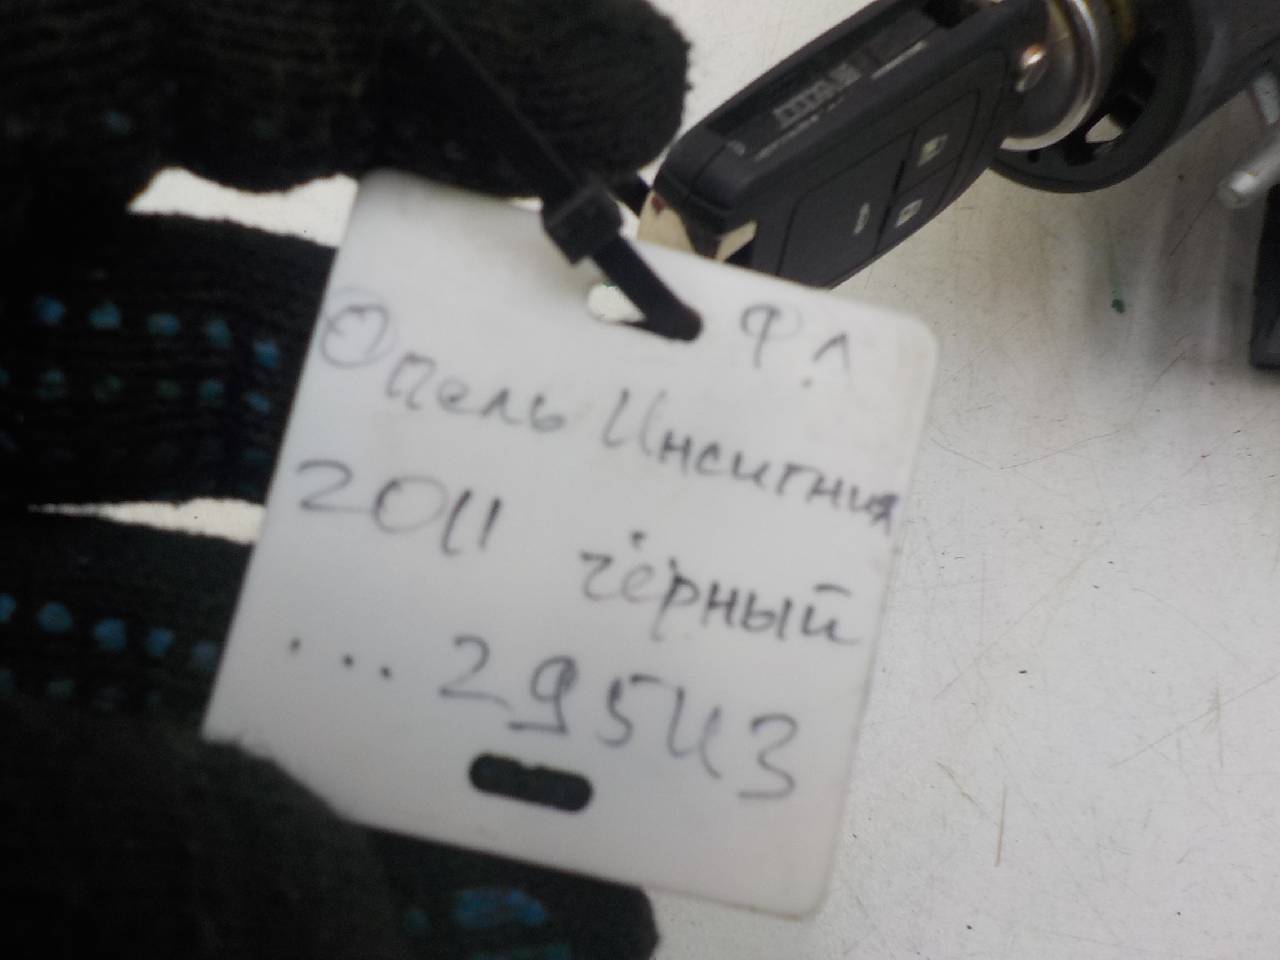 Ф Л
Опель Инсигния
2011 чёрный
... 29543